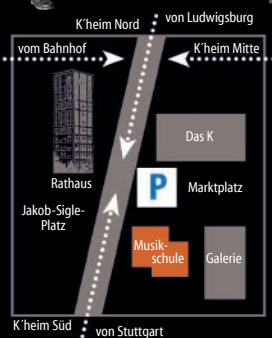 von Ludwigsburg
K´heim Nord
vom Bahnhof
K´heim Mitte
Das K
Rathaus
P
Marktplatz
Jakob-Sigle-
Platz
Musik-
schule
Galerie
K´heim Süd
von Stuttgart